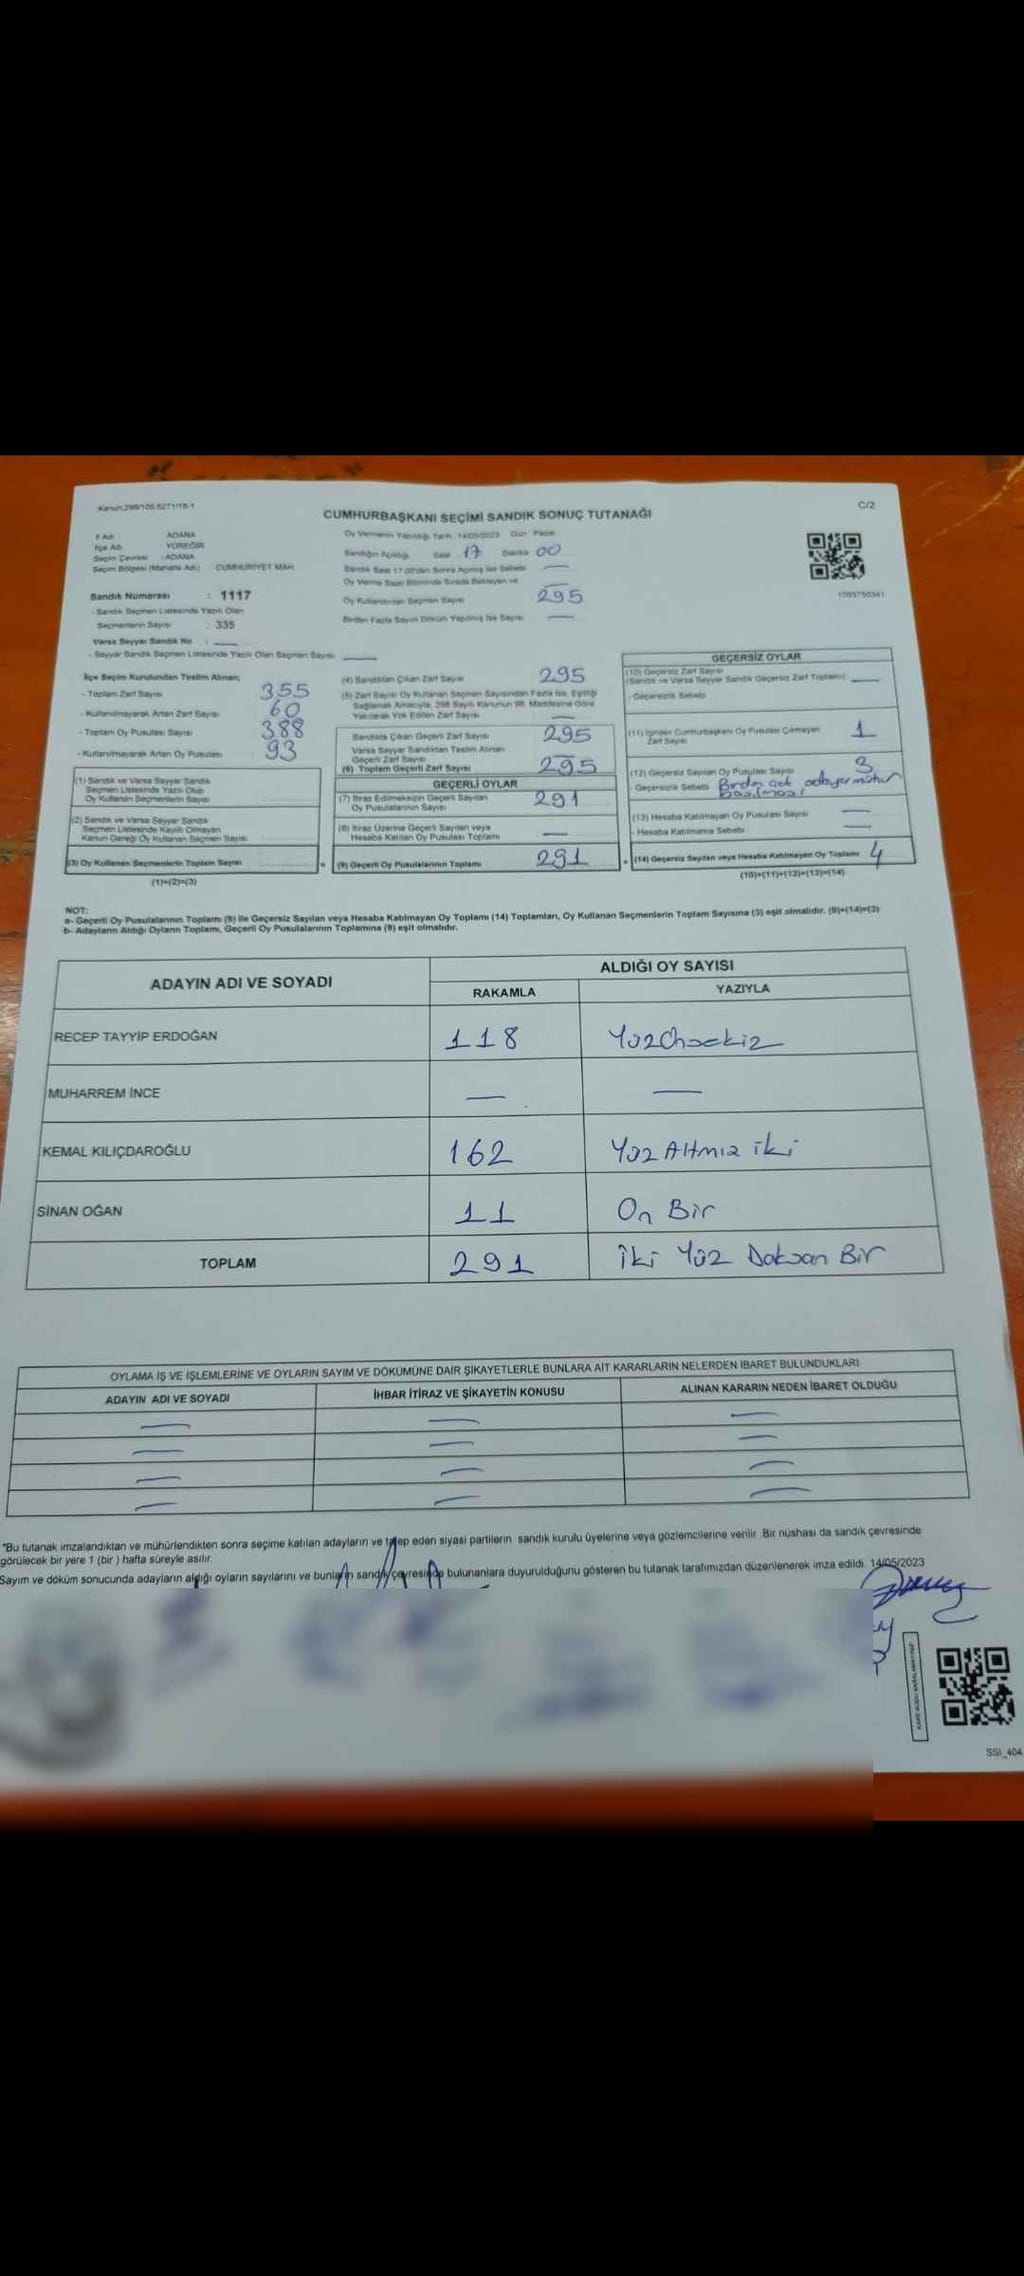 Kanun:298/105 6271/18-1
C/2
CUMHURBAŞKANI SEÇİMİ SANDIK SONUÇ TUTANAĞI
İl Adı ADANA
İlçe Adı YÜREĞİR
Seçim Çevresi : ADANA
Seçim Bölgesi (Mahalle Adı) CUMHURİYET MAH
Sandık Numarası : 1117
- Sandık Seçmen Listesinde Yazılı Olan
Seçmenlerin Sayısı : 335
Varsa Seyyar Sandık No : —
- Seyyar Sandık Seçmen Listesinde Yazılı Olan Seçmen Sayısı —
Oy Vermenin Yapıldığı Tarih 14/05/2023 Gün Pazar
Sandığın Açıldığı, Saat 17 Dakika 00
Sandık Saat 17.00'den Sonra Açılmış İse Sebebi —
Oy Verme Saati Bitiminde Sırada Bekleyen ve —
Oy Kullandırılan Seçmen Sayısı 295
Birden Fazla Sayım Döküm Yapılmış İse Sayısı —
1093750341
İlçe Seçim Kurulundan Teslim Alınan;
- Toplam Zarf Sayısı 355
- Kullanılmayarak Artan Zarf Sayısı 60
- Toplam Oy Pusulası Sayısı 388
- Kullanılmayarak Artan Oy Pusulası 93
(1) Sandık ve Varsa Seyyar Sandık
Seçmen Listesinde Yazılı Olup
Oy Kullanan Seçmenlerin Sayısı
(2) Sandık ve Varsa Seyyar Sandık
Seçmen Listesinde Kayıtlı Olmayan
Kanun Gereği Oy Kullanan Seçmen Sayısı
(3) Oy Kullanan Seçmenlerin Toplam Sayısı
(1)+(2)=(3)
(4) Sandıktan Çıkan Zarf Sayısı 295
(5) Zarf Sayısı Oy Kullanan Seçmen Sayısından Fazla İse, Eşitliği
Sağlamak Amacıyla, 298 Sayılı Kanunun 98. Maddesine Göre
Yakılarak Yok Edilen Zarf Sayısı —
Sandıkta Çıkan Geçerli Zarf Sayısı 295
Varsa Seyyar Sandıktan Teslim Alınan
Geçerli Zarf Sayısı —
(6) Toplam Geçerli Zarf Sayısı 295
GEÇERLİ OYLAR
(7) İtiraz Edilmeksizin Geçerli Sayılan
Oy Pusulalarının Sayısı 291
(8) İtiraz Üzerine Geçerli Sayılan veya
Hesaba Katılan Oy Pusulası Toplamı —
= (9) Geçerli Oy Pusulalarının Toplamı 291
GEÇERSİZ OYLAR
(10) Geçersiz Zarf Sayısı
(Sandık ve Varsa Seyyar Sandık Geçersiz Zarf Toplamı) —
- Geçersizlik Sebebi
(11) İçinden Cumhurbaşkanı Oy Pusulası Çıkmayan
Zarf Sayısı 1
(12) Geçersiz Sayılan Oy Pusulası Sayısı 3
- Geçersizlik Sebebi Birden çok adaya mühür
Basılması
(13) Hesaba Katılmayan Oy Pusulası Sayısı —
- Hesaba Katılmama Sebebi —
+ (14) Geçersiz Sayılan veya Hesaba Katılmayan Oy Toplamı 4
(10)+(11)+(12)+(13)=(14)
NOT:
a- Geçerli Oy Pusulalarının Toplamı (9) ile Geçersiz Sayılan veya Hesaba Katılmayan Oy Toplamı (14) Toplamları, Oy Kullanan Seçmenlerin Toplam Sayısına (3) eşit olmalıdır. (9)+(14)=(3)
b- Adayların Aldığı Oyların Toplamı, Geçerli Oy Pusulalarının Toplamına (9) eşit olmalıdır.
ADAYIN ADI VE SOYADI ALDIĞI OY SAYISI
RAKAMLA YAZIYLA
RECEP TAYYİP ERDOĞAN 118 YüzOnsekiz
MUHARREM İNCE — —
KEMAL KILIÇDAROĞLU 162 Yüz Altmız iki
SİNAN OĞAN 11 On Bir
TOPLAM 291 İki Yüz Doksan Bir
OYLAMA İŞ VE İŞLEMLERİNE VE OYLARIN SAYIM VE DÖKÜMÜNE DAİR ŞİKAYETLERLE BUNLARA AİT KARARLARIN NELERDEN İBARET BULUNDUKLARI
ADAYIN ADI VE SOYADI İHBAR İTİRAZ VE ŞİKAYETİN KONUSU ALINAN KARARIN NEDEN İBARET OLDUĞU
— — —
— — —
— — —
— — —
"Bu tutanak imzalandıktan ve mühürlendikten sonra seçime katılan adayların ve talep eden siyasi partilerin sandık kurulu üyelerine veya gözlemcilerine verilir .Bir nüshası da sandık çevresinde
görülecek bir yere 1 (bir ) hafta süreyle asılır.
Sayım ve döküm sonucunda adayların aldığı oyların sayılarını ve bunların sandık çevresinde bulunanlara duyurulduğunu gösteren bu tutanak tarafımızdan düzenlenerek imza edildi. 14/05/2023
SSI_404